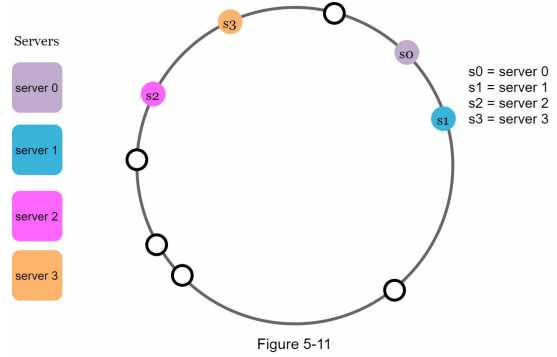 Servers
server 0
server 1
server 2
server 3
s3
s0
s2
s1
s0 = server 0
s1 = server 1
s2 = server 2
s3 = server 3
Figure 5-11